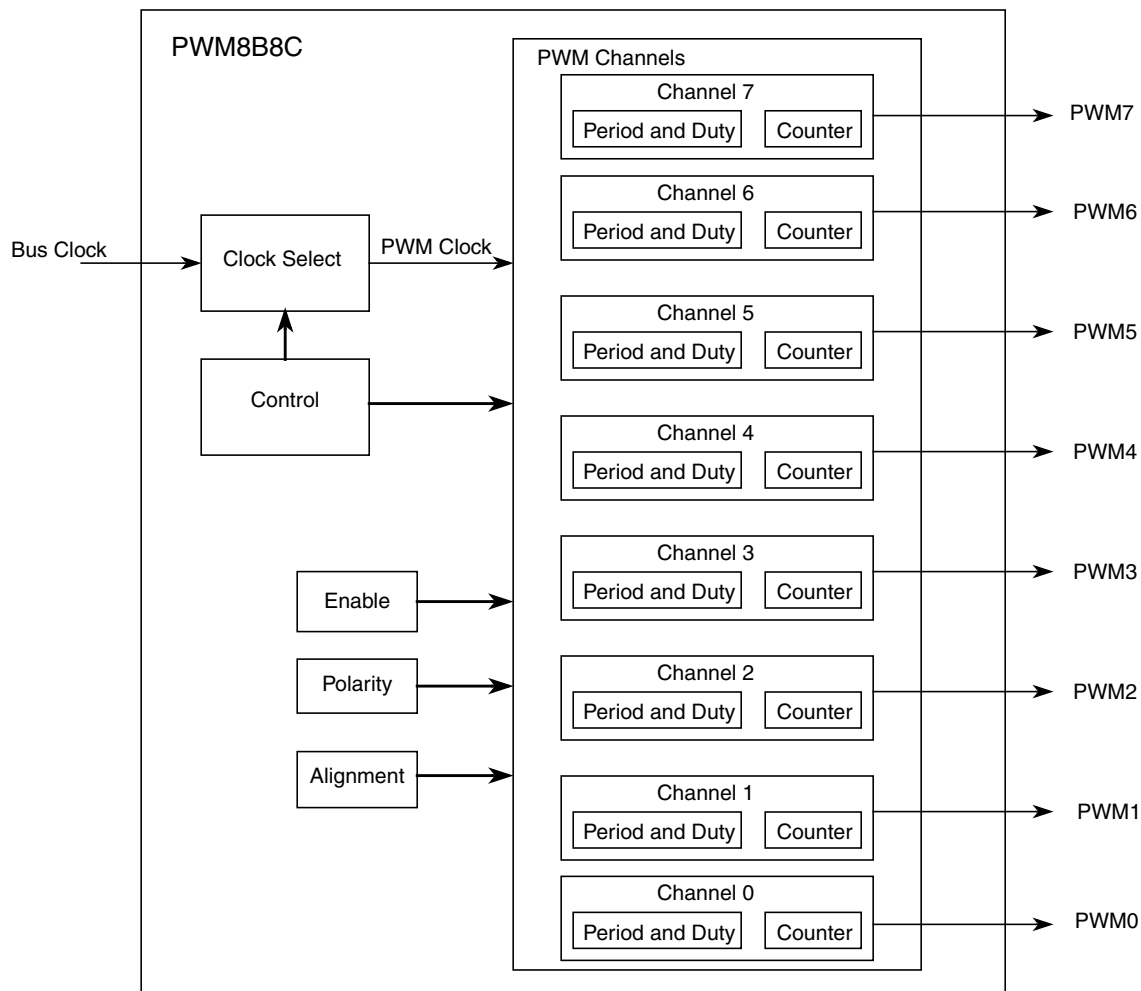 PWM8B8C
PWM Channels
Channel 7
Period and Duty
Counter
PWM7
Channel 6
Period and Duty
Counter
PWM6
Bus Clock
Clock Select
PWM Clock
Channel 5
Period and Duty
Counter
PWM5
Control
Channel 4
Period and Duty
Counter
PWM4
Channel 3
Period and Duty
Counter
PWM3
Enable
Polarity
Channel 2
Period and Duty
Counter
PWM2
Alignment
Channel 1
Period and Duty
Counter
PWM1
Channel 0
Period and Duty
Counter
PWM0